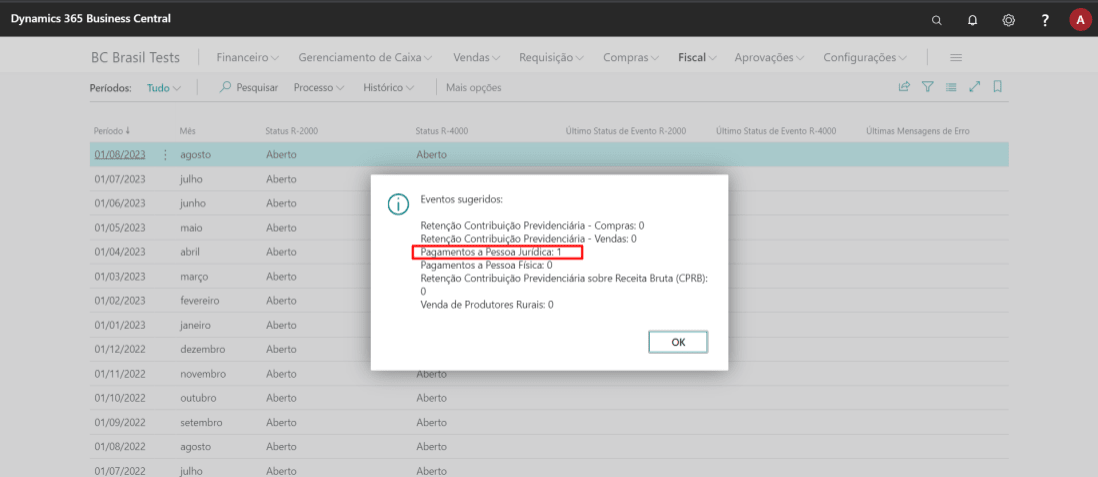 Dynamics 365 Business Central
? A
BC Brasil Tests Financeiro Gerenciamento de Caixa Vendas Requisição Compras Fiscal Aprovações Configurações
Períodos: Tudo Pesquisar Processo Histórico Mais opções
Período ↓ Mês Status R-2000 Status R-4000 Último Status de Evento R-2000 Último Status de Evento R-4000 Últimas Mensagens de Erro
01/08/2023 agosto Aberto Aberto
01/07/2023 julho Aberto
01/06/2023 junho Aberto
01/05/2023 maio Aberto
01/04/2023 abril Aberto
01/03/2023 março Aberto
01/02/2023 fevereiro Aberto
01/01/2023 janeiro Aberto
01/12/2022 dezembro Aberto
01/11/2022 novembro Aberto Aberto
01/10/2022 outubro Aberto Aberto
01/09/2022 setembro Aberto Aberto
01/08/2022 agosto Aberto Aberto
01/07/2022 julho Aberto Aberto
Eventos sugeridos:
Retenção Contribuição Previdenciária - Compras: 0
Retenção Contribuição Previdenciária - Vendas: 0
Pagamentos a Pessoa Jurídica: 1
Pagamentos a Pessoa Física: 0
Retenção Contribuição Previdenciária sobre Receita Bruta (CPRB):
0
Venda de Produtores Rurais: 0
OK